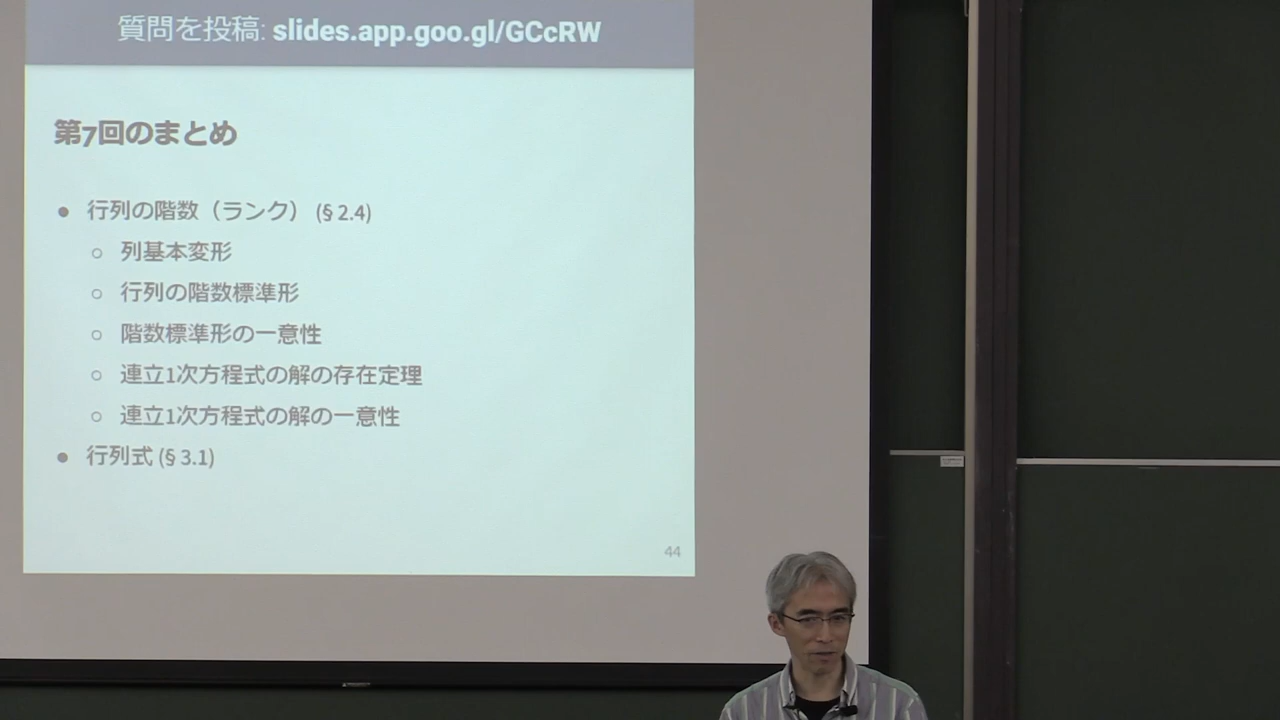 質問を投稿: slides.app.goo.gl/GCcRW
第7回のまとめ
● 行列の階数（ランク） (§ 2.4)
○ 列基本変形
○ 行列の階数標準形
○ 階数標準形の一意性
○ 連立1次方程式の解の存在定理
○ 連立1次方程式の解の一意性
● 行列式 (§ 3.1)
44